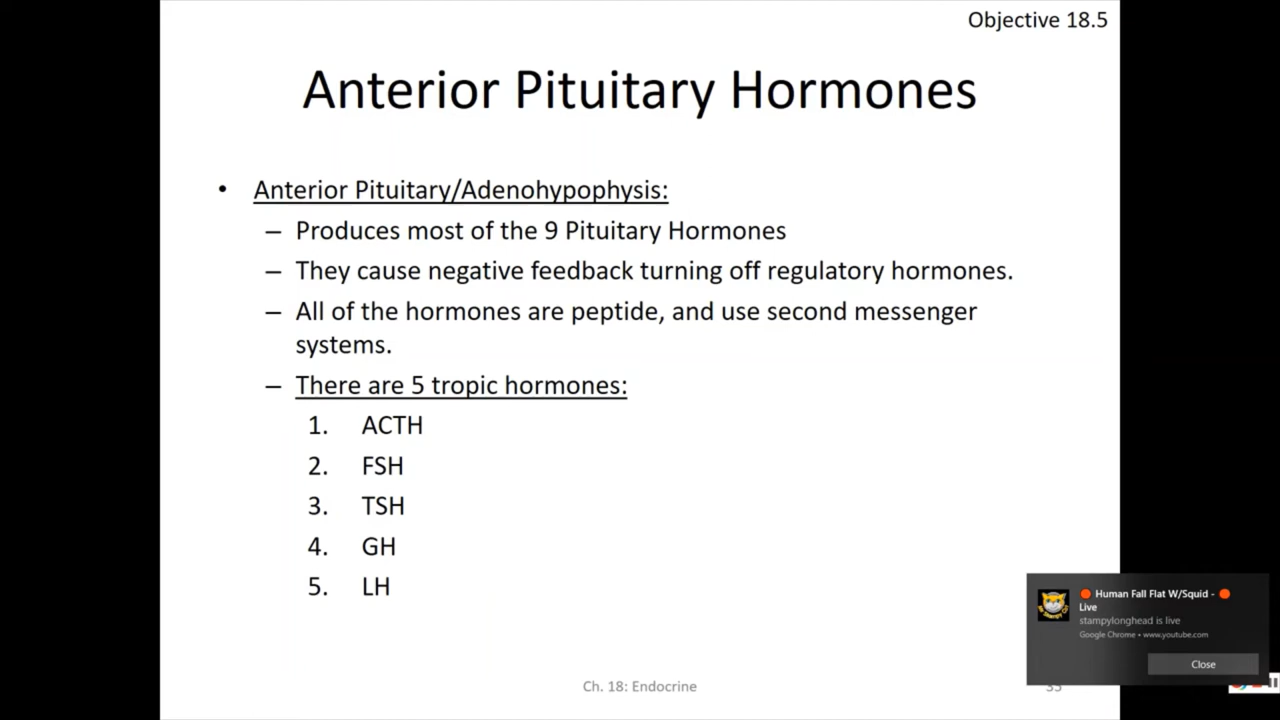 Objective 18.5
Anterior Pituitary Hormones
• Anterior Pituitary/Adenohypophysis:
– Produces most of the 9 Pituitary Hormones
– They cause negative feedback turning off regulatory hormones.
– All of the hormones are peptide, and use second messenger
systems.
– There are 5 tropic hormones:
1. ACTH
2. FSH
3. TSH
4. GH
5. LH
Human Fall Flat W/Squid -
Live
stampylonghead is live
Google Chrome • www.youtube.com
Close
Ch. 18: Endocrine